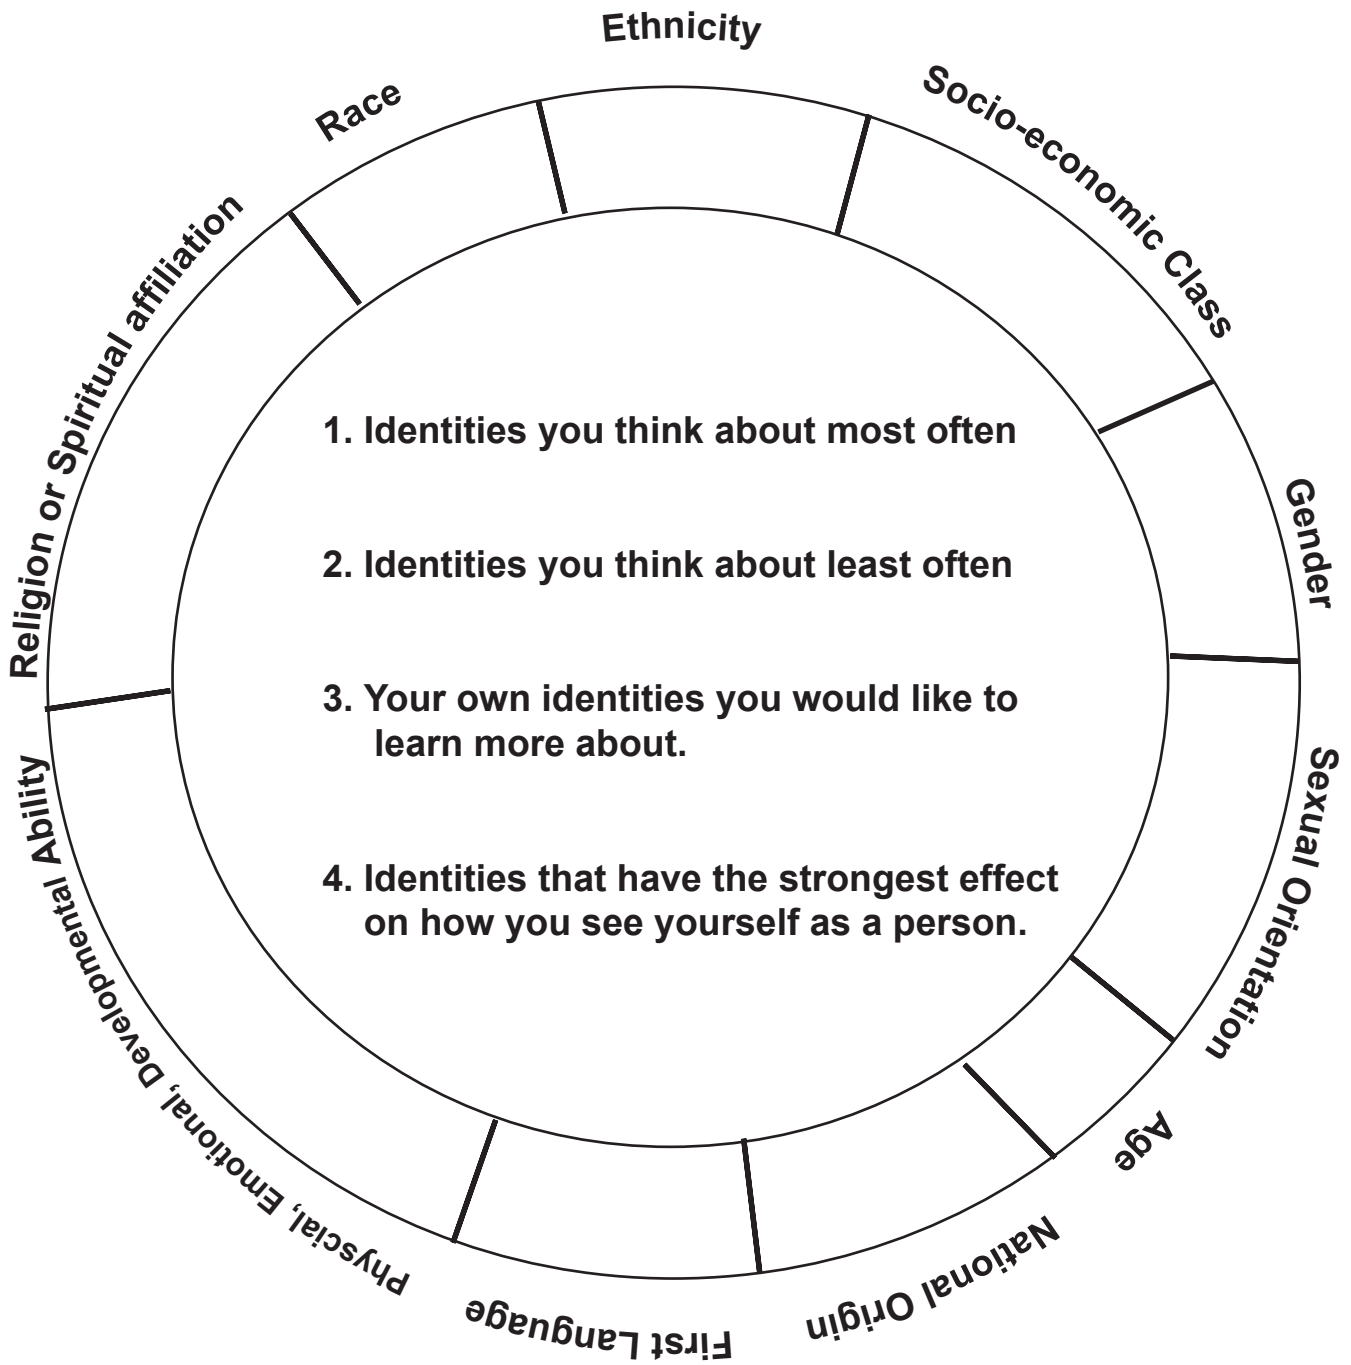 Ethnicity
Socio-economic Class
Gender
Sexual Orientation
Age
National Origin
First Language
Physcial, Emotional, Developmental Ability
Religion or Spiritual affiliation
Race
1. Identities you think about most often
2. Identities you think about least often
3. Your own identities you would like to
learn more about.
4. Identities that have the strongest effect
on how you see yourself as a person.